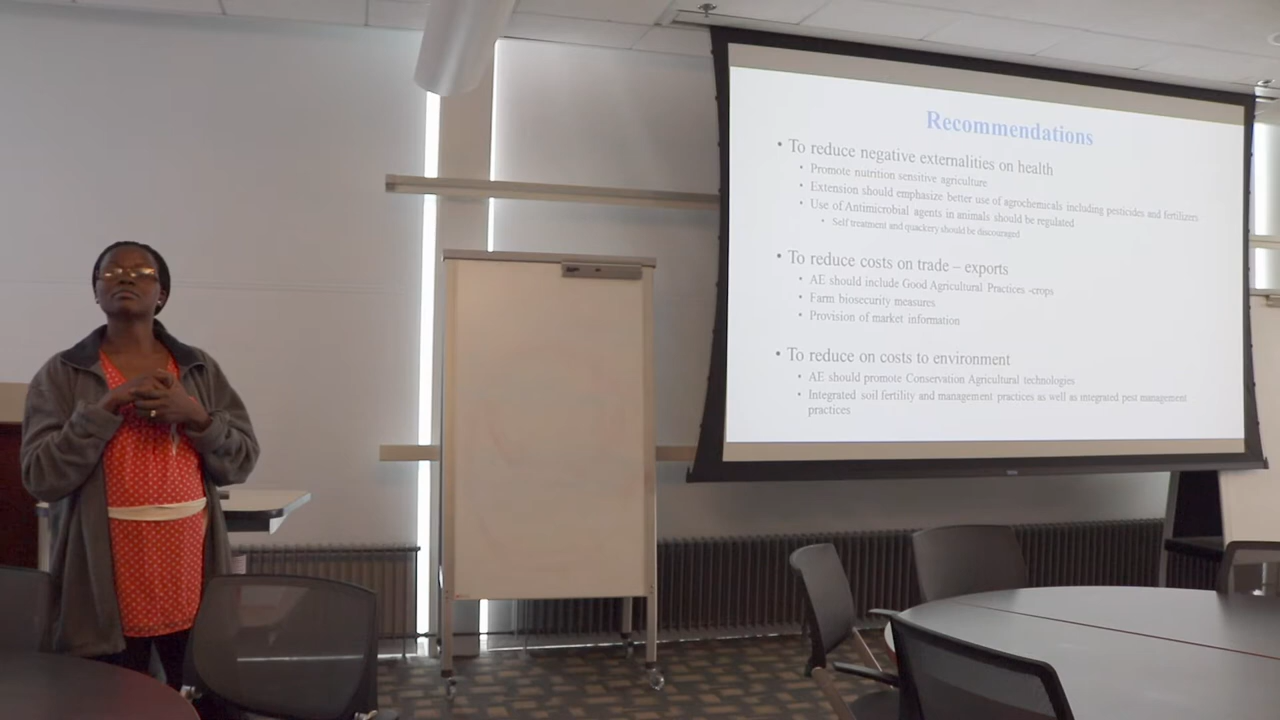 Recommendations
• To reduce negative externalities on health
• Promote nutrition sensitive agriculture
• Extension should emphasize better use of agrochemicals including pesticides and fertilizers
• Use of Antimicrobial agents in animals should be regulated
• Self treatment and quackery should be discouraged
• To reduce costs on trade – exports
• AE should include Good Agricultural Practices -crops
• Farm biosecurity measures
• Provision of market information
• To reduce on costs to environment
• AE should promote Conservation Agricultural technologies
• Integrated soil fertility and management practices as well as integrated pest management
practices